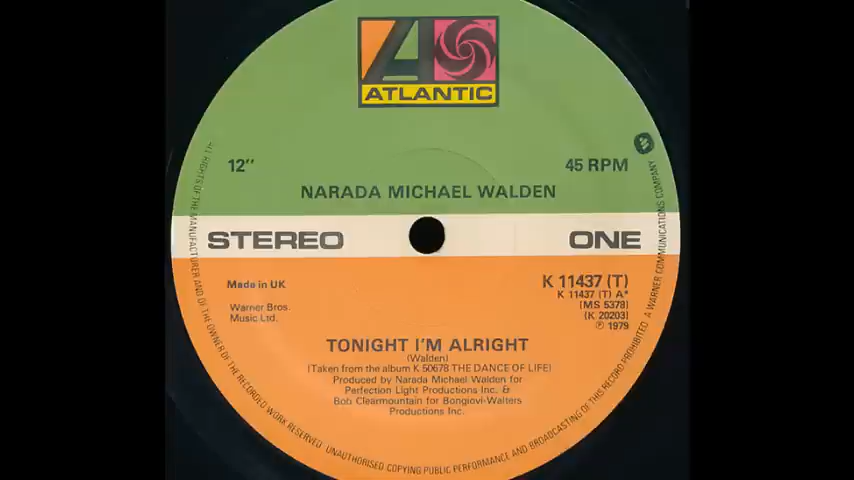 ATLANTIC
12"
45 RPM
NARADA MICHAEL WALDEN
STEREO
ONE
Made in UK
Warner Bros.
Music Ltd.
K 11437 (T)
K 11437 (T) A*
(MS 5378)
(K 20203)
℗ 1979
TONIGHT I'M ALRIGHT
(Walden)
(Taken from the album K 50678 THE DANCE OF LIFE)
Produced by Narada Michael Walden for
Perfection Light Productions Inc. &
Bob Clearmountain for Bongiovi-Walters
Productions Inc.
ALL RIGHTS OF THE MANUFACTURER AND OF THE OWNER OF THE RECORDED WORK RESERVED UNAUTHORISED COPYING PUBLIC PERFORMANCE AND BROADCASTING OF THIS RECORD PROHIBITED A WARNER COMMUNICATIONS COMPANY